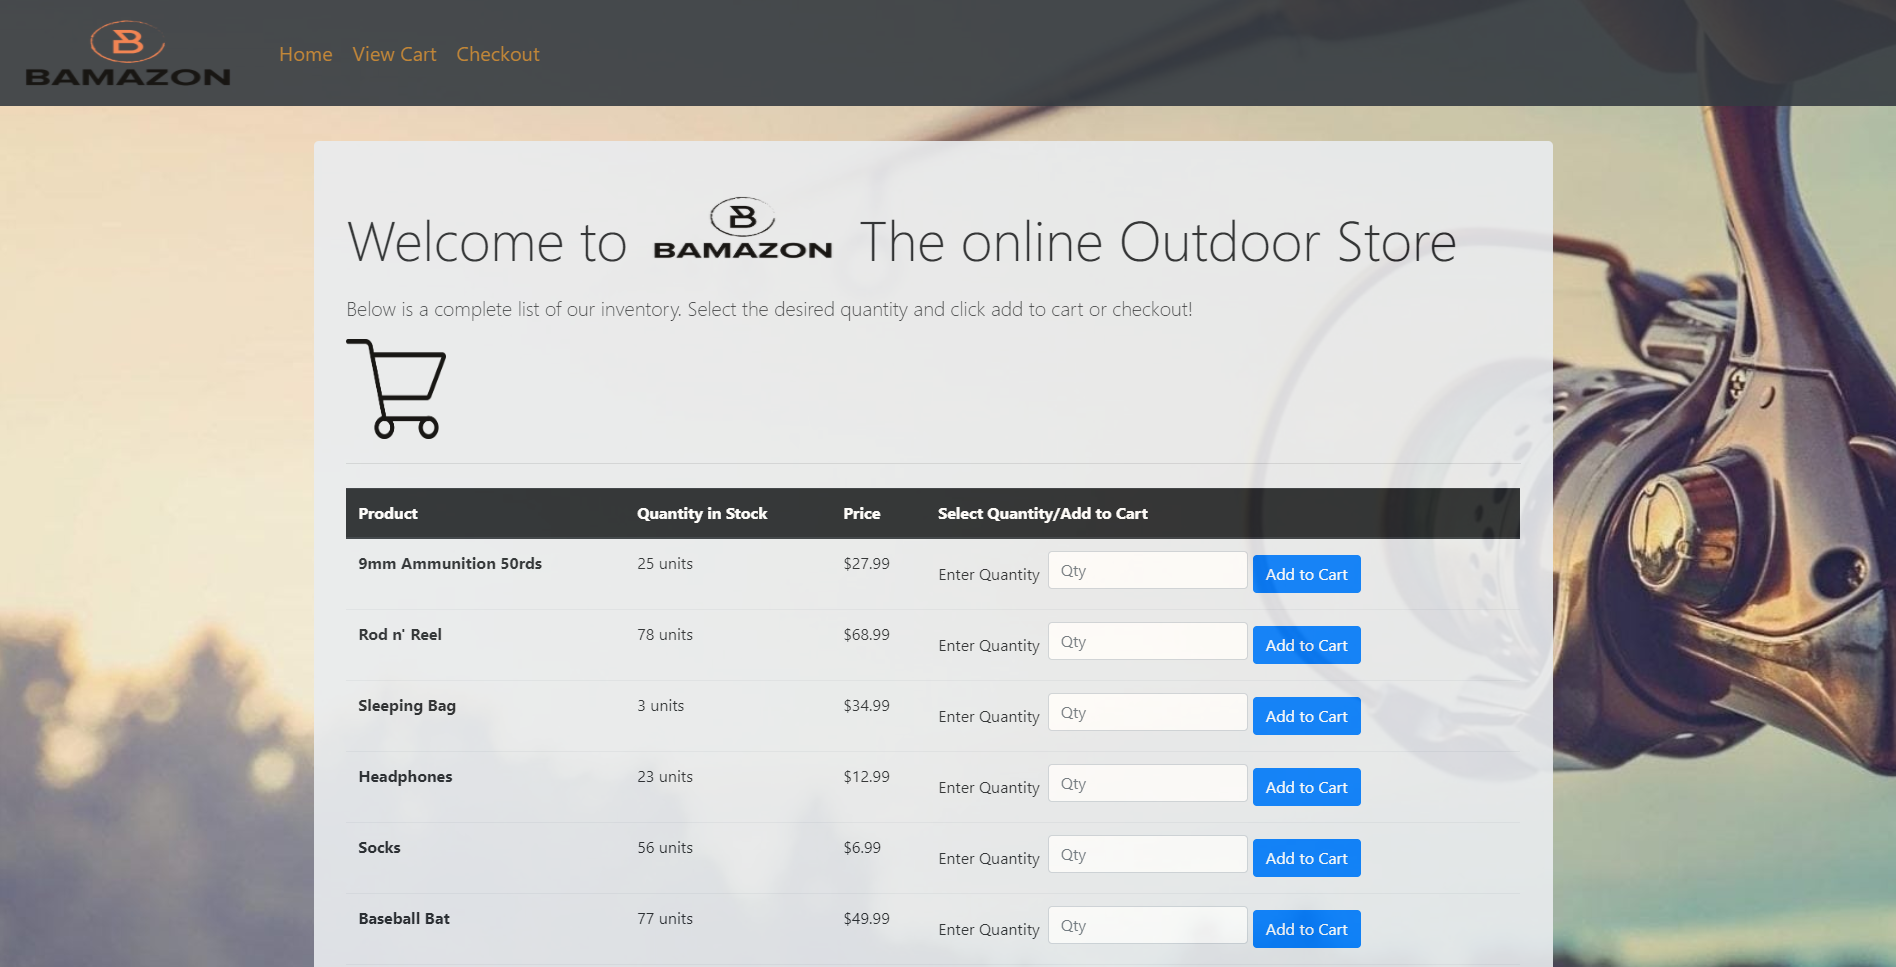 B
BAMAZON
Home View Cart Checkout
Welcome to B BAMAZON The online Outdoor Store
Below is a complete list of our inventory. Select the desired quantity and click add to cart or checkout!
Product Quantity in Stock Price Select Quantity/Add to Cart
9mm Ammunition 50rds 25 units $27.99 Enter Quantity Qty Add to Cart
Rod n' Reel 78 units $68.99 Enter Quantity Qty Add to Cart
Sleeping Bag 3 units $34.99 Enter Quantity Qty Add to Cart
Headphones 23 units $12.99 Enter Quantity Qty Add to Cart
Socks 56 units $6.99 Enter Quantity Qty Add to Cart
Baseball Bat 77 units $49.99 Enter Quantity Qty Add to Cart